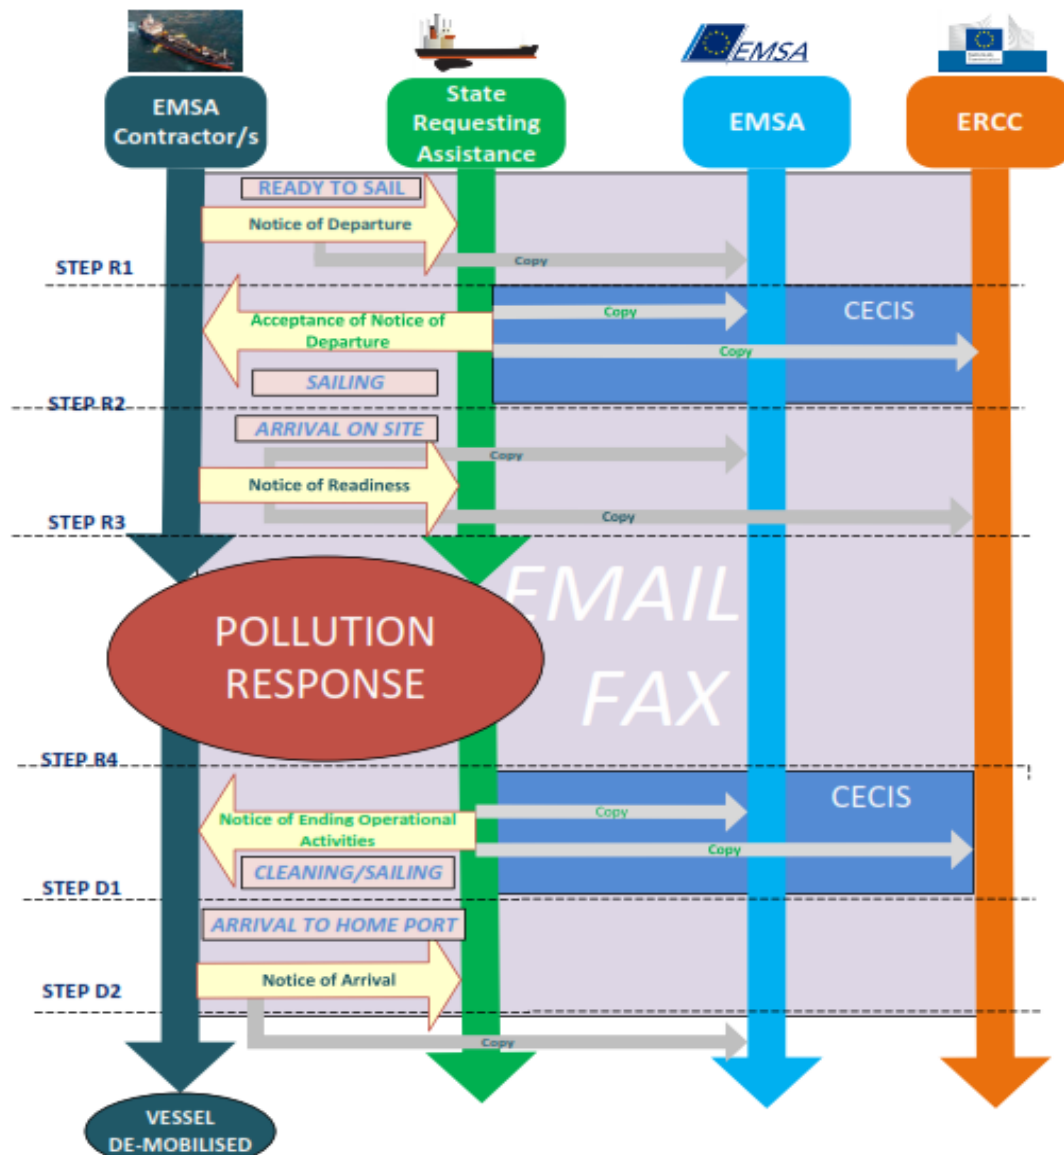 EMSA
EMSA
Contractor/s
State
Requesting
Assistance
EMSA
ERCC
READY TO SAIL
Notice of Departure
Copy
STEP R1
Acceptance of Notice of
Departure
Copy
CECIS
Copy
SAILING
STEP R2
ARRIVAL ON SITE
Copy
Notice of Readiness
Copy
STEP R3
POLLUTION
RESPONSE
EMAIL
FAX
STEP R4
Notice of Ending Operational
Activities
Copy
CECIS
Copy
CLEANING/SAILING
STEP D1
ARRIVAL TO HOME PORT
Notice of Arrival
STEP D2
Copy
VESSEL
DE-MOBILISED